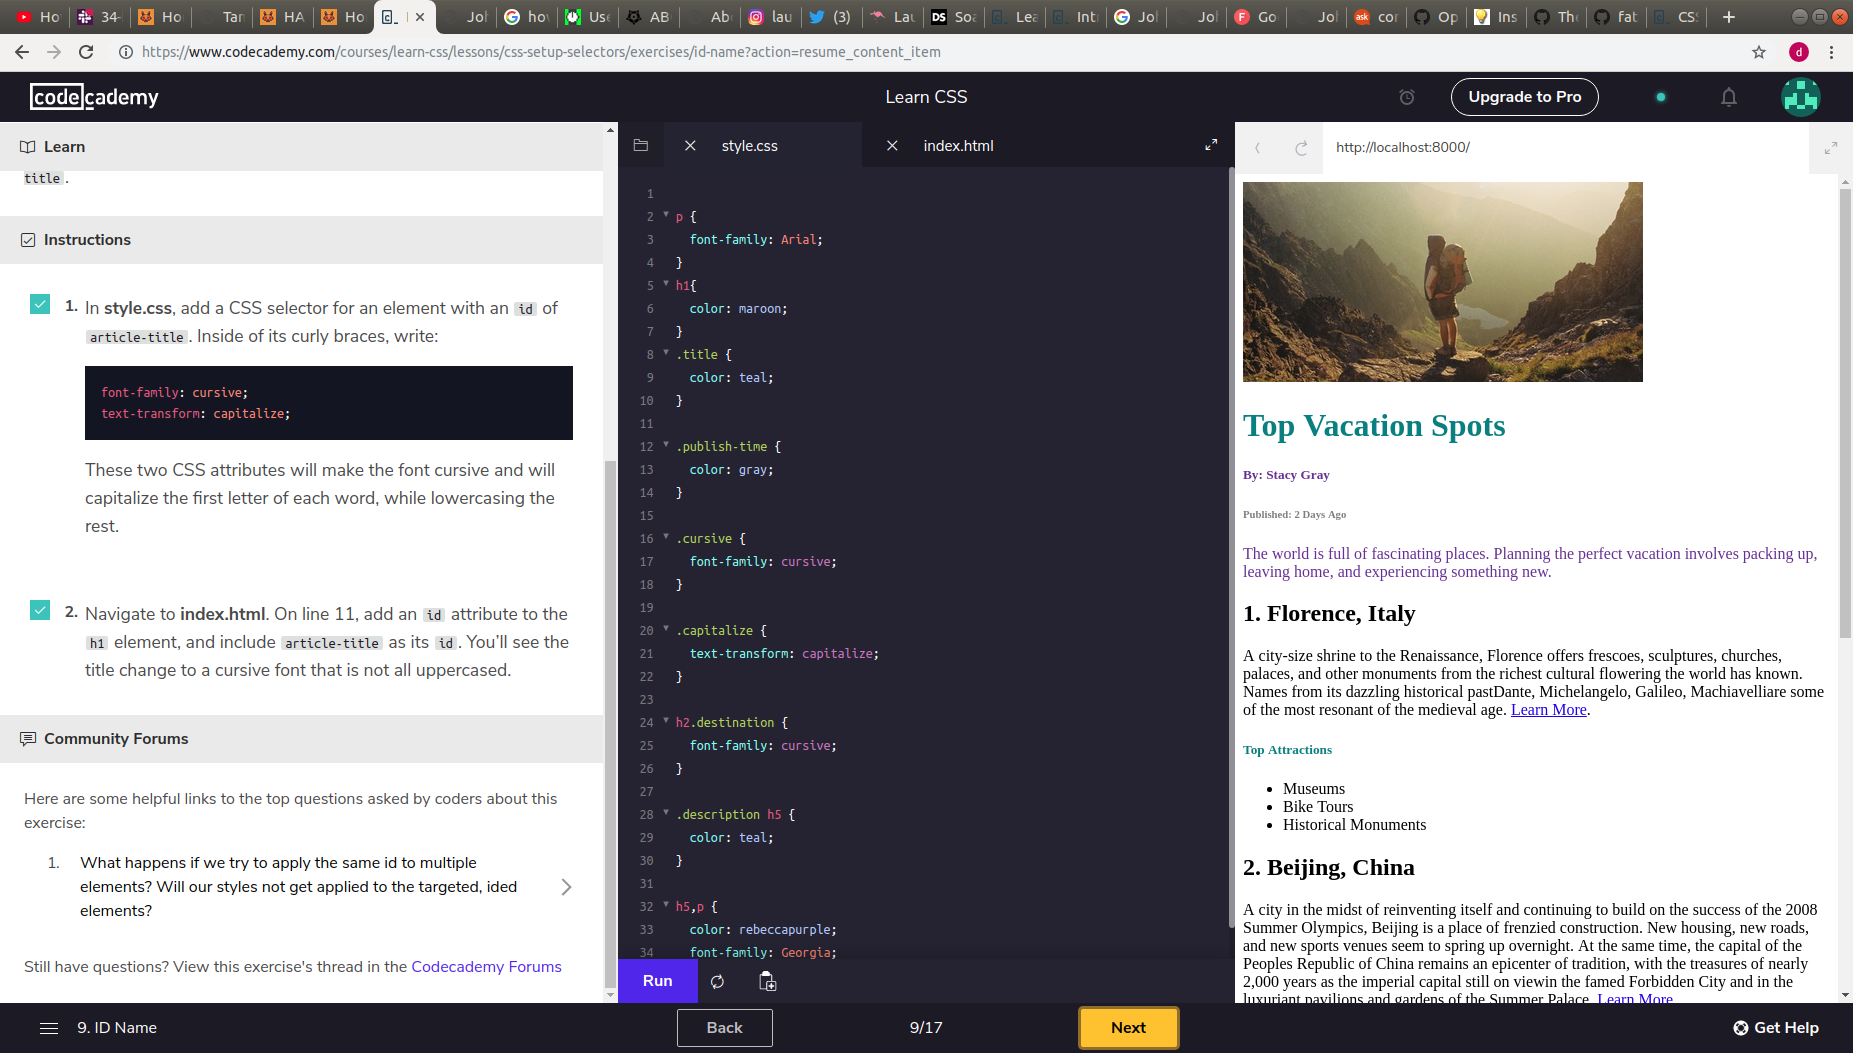 Ho
34-
Ho
Tar
HA
Ho
Joh
how
Use
AB
Abo
lau
(3)
Lau
Soa
Lea
Intr
Joh
Joh
Go
Joh
cor
Op
Ins
The
fat
CSS
https://www.codecademy.com/courses/learn-css/lessons/css-setup-selectors/exercises/id-name?action=resume_content_item
d
codecademy
Learn CSS
Upgrade to Pro
Learn
title.
Instructions
1. In style.css, add a CSS selector for an element with an id of
article-title. Inside of its curly braces, write:
font-family: cursive;
text-transform: capitalize;
These two CSS attributes will make the font cursive and will
capitalize the first letter of each word, while lowercasing the
rest.
2. Navigate to index.html. On line 11, add an id attribute to the
h1 element, and include article-title as its id. You'll see the
title change to a cursive font that is not all uppercased.
Community Forums
Here are some helpful links to the top questions asked by coders about this
exercise:
1. What happens if we try to apply the same id to multiple
elements? Will our styles not get applied to the targeted, ided
elements?
Still have questions? View this exercise's thread in the Codecademy Forums
style.css
index.html
1
2 p {
3 font-family: Arial;
4 }
5 h1{
6 color: maroon;
7 }
8 .title {
9 color: teal;
10 }
11
12 .publish-time {
13 color: gray;
14 }
15
16 .cursive {
17 font-family: cursive;
18 }
19
20 .capitalize {
21 text-transform: capitalize;
22 }
23
24 h2.destination {
25 font-family: cursive;
26 }
27
28 .description h5 {
29 color: teal;
30 }
31
32 h5,p {
33 color: rebeccapurple;
34 font-family: Georgia;
Run
http://localhost:8000/
Top Vacation Spots
By: Stacy Gray
Published: 2 Days Ago
The world is full of fascinating places. Planning the perfect vacation involves packing up,
leaving home, and experiencing something new.
1. Florence, Italy
A city-size shrine to the Renaissance, Florence offers frescoes, sculptures, churches,
palaces, and other monuments from the richest cultural flowering the world has known.
Names from its dazzling historical pastDante, Michelangelo, Galileo, Machiavelliare some
of the most resonant of the medieval age. Learn More.
Top Attractions
Museums
Bike Tours
Historical Monuments
2. Beijing, China
A city in the midst of reinventing itself and continuing to build on the success of the 2008
Summer Olympics, Beijing is a place of frenzied construction. New housing, new roads,
and new sports venues seem to spring up overnight. At the same time, the capital of the
Peoples Republic of China remains an epicenter of tradition, with the treasures of nearly
2,000 years as the imperial capital still on viewin the famed Forbidden City and in the
luxuriant pavilions and gardens of the Summer Palace. Learn More
9. ID Name
Back
9/17
Next
Get Help